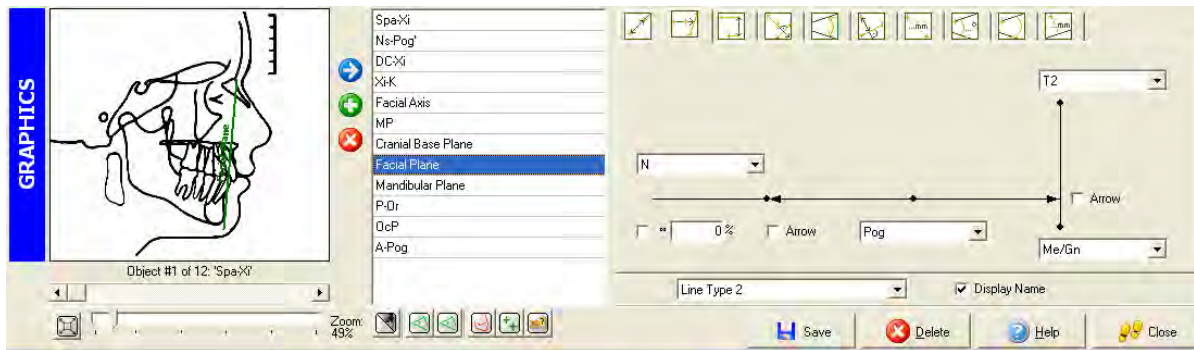 GRAPHICS
Object #1 of 12: 'Spa-Xi'
Zoom:
49%
Spa-Xi
Ns-Pog'
DC-Xi
Xi-K
Facial Axis
MP
Cranial Base Plane
Facial Plane
Mandibular Plane
P-Or
OcP
A-Pog
...mm
...°
...mm
T2
N
Arrow
∞
0 %
Arrow
Pog
Me/Gn
Line Type 2
Display Name
Save
Delete
Help
Close